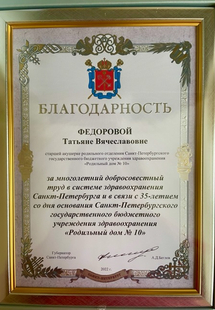 БЛАГОДАРНОСТЬ
ФЕДОРОВОЙ
Татьяне Вячеславовне
старшей акушерке родильного отделения Санкт-Петербургского
государственного бюджетного учреждения здравоохранения
«Родильный дом № 10»
за многолетний добросовестный
труд в системе здравоохранения
Санкт-Петербурга и в связи с 35-летием
со дня основания Санкт-Петербургского
государственного бюджетного
учреждения здравоохранения
«Родильный дом № 10»
Губернатор
Санкт-Петербурга
А.Д.Беглов